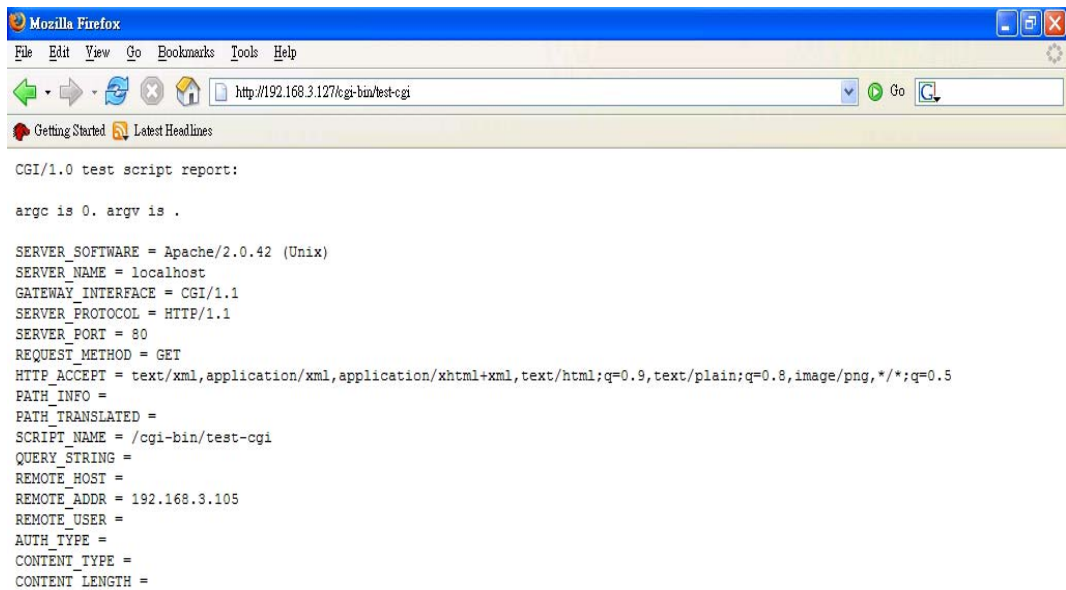 Mozilla Firefox
File Edit View Go Bookmarks Tools Help
http://192.168.3.127/cgi-bin/test-cgi Go G
Getting Started Latest Headlines
CGI/1.0 test script report:
argc is 0. argv is .
SERVER_SOFTWARE = Apache/2.0.42 (Unix)
SERVER_NAME = localhost
GATEWAY_INTERFACE = CGI/1.1
SERVER_PROTOCOL = HTTP/1.1
SERVER_PORT = 80
REQUEST_METHOD = GET
HTTP_ACCEPT = text/xml,application/xml,application/xhtml+xml,text/html;q=0.9,text/plain;q=0.8,image/png,*/*;q=0.5
PATH_INFO =
PATH_TRANSLATED =
SCRIPT_NAME = /cgi-bin/test-cgi
QUERY_STRING =
REMOTE_HOST =
REMOTE_ADDR = 192.168.3.105
REMOTE_USER =
AUTH_TYPE =
CONTENT_TYPE =
CONTENT_LENGTH =